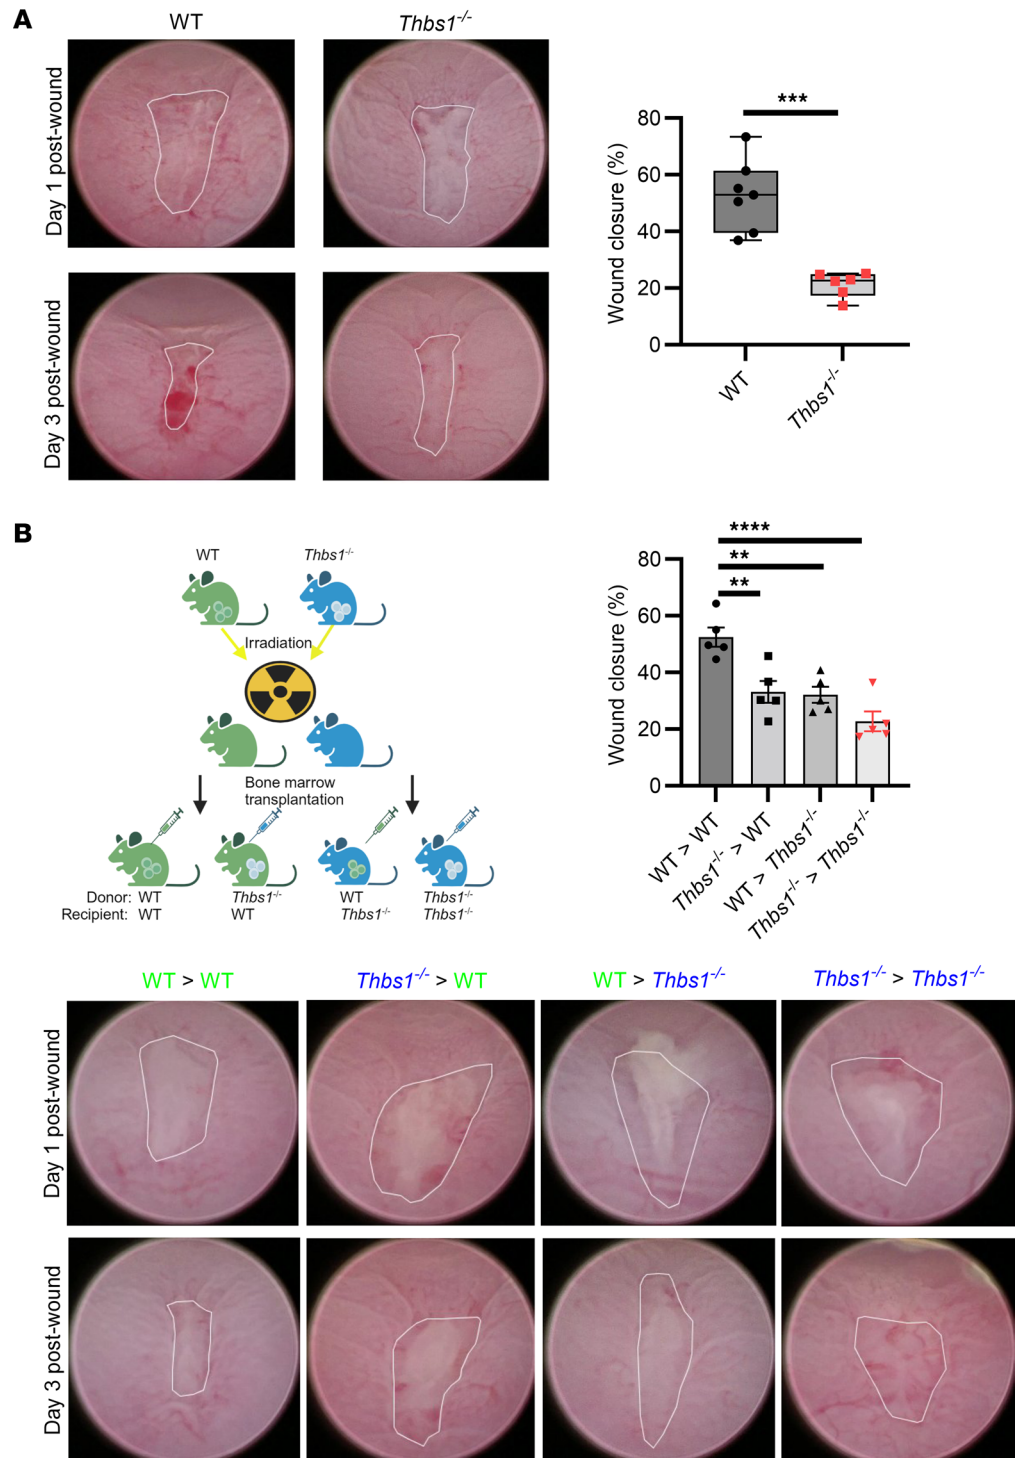 A
WT
Thbs1-/-
Day 1 post-wound
Day 3 post-wound
Wound closure (%)
80
60
40
20
0
***
WT
Thbs1-/-
B
WT
Thbs1-/-
Irradiation
Bone marrow
transplantation
Donor: WT Thbs1-/- WT Thbs1-/-
Recipient: WT WT Thbs1-/- Thbs1-/-
Wound closure (%)
80
60
40
20
0
****
**
**
WT > WT
Thbs1-/- > WT
WT > Thbs1-/-
Thbs1-/- > Thbs1-/-
WT > WT
Thbs1-/- > WT
WT > Thbs1-/-
Thbs1-/- > Thbs1-/-
Day 1 post-wound
Day 3 post-wound